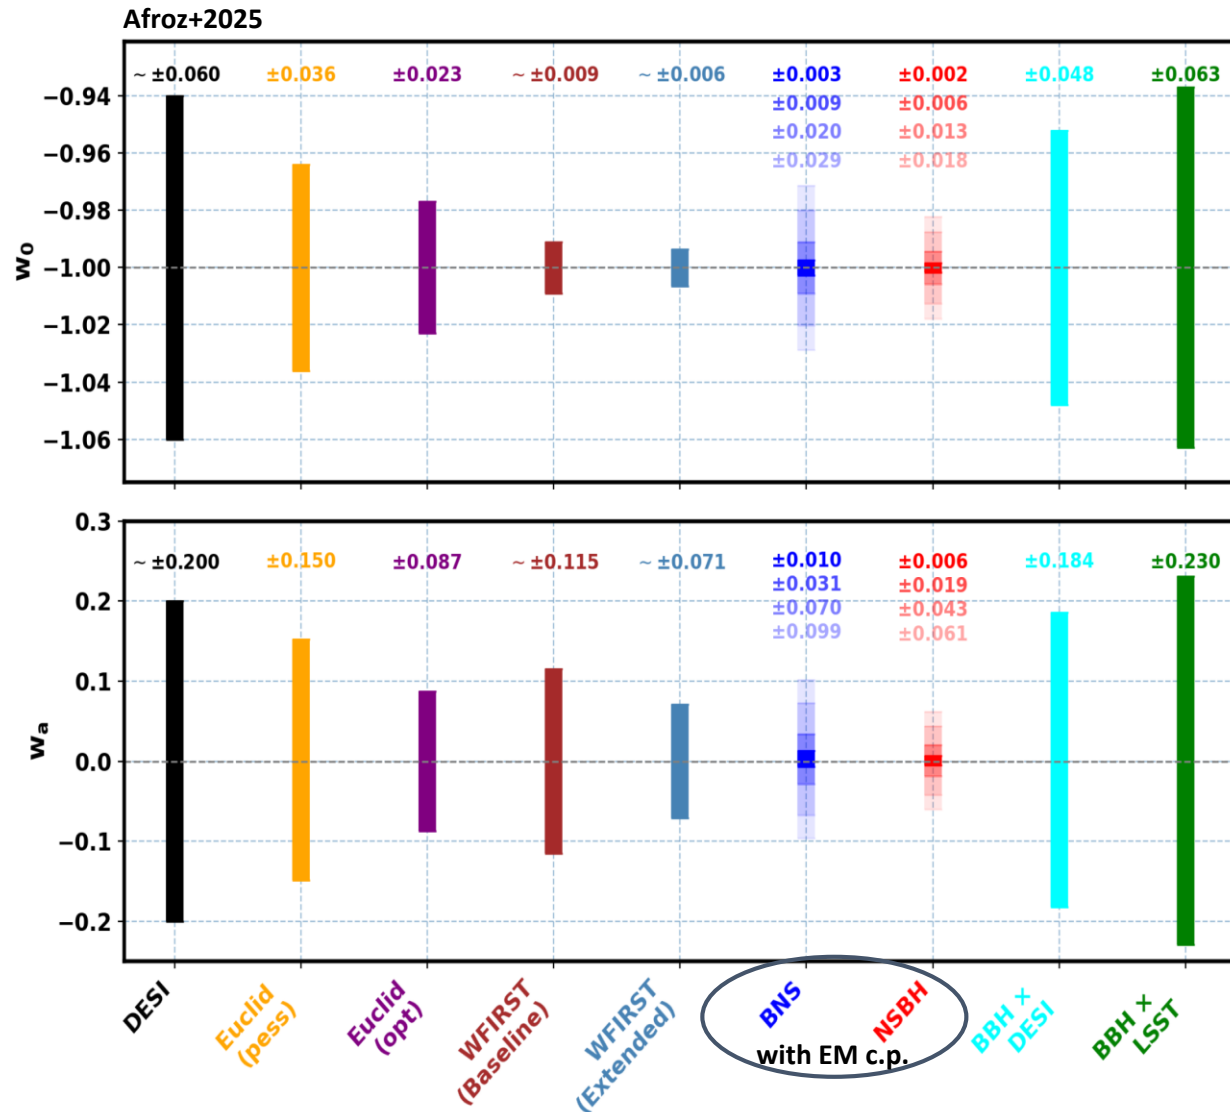 Afroz+2025
~ ±0.060 ±0.036 ±0.023 ~ ±0.009 ~ ±0.006 ±0.003 ±0.002 ±0.048 ±0.063
±0.009 ±0.006
±0.020 ±0.013
±0.029 ±0.018
−0.94
−0.96
−0.98
−1.00
−1.02
−1.04
−1.06
w₀
~ ±0.200 ±0.150 ±0.087 ~ ±0.115 ~ ±0.071 ±0.010 ±0.006 ±0.184 ±0.230
±0.031 ±0.019
±0.070 ±0.043
±0.099 ±0.061
0.3
0.2
0.1
0.0
−0.1
−0.2
wₐ
DESI
Euclid
(pess)
Euclid
(opt)
WFIRST
(Baseline)
WFIRST
(Extended)
BNS
NSBH
with EM c.p.
BBH ×
DESI
BBH ×
LSST